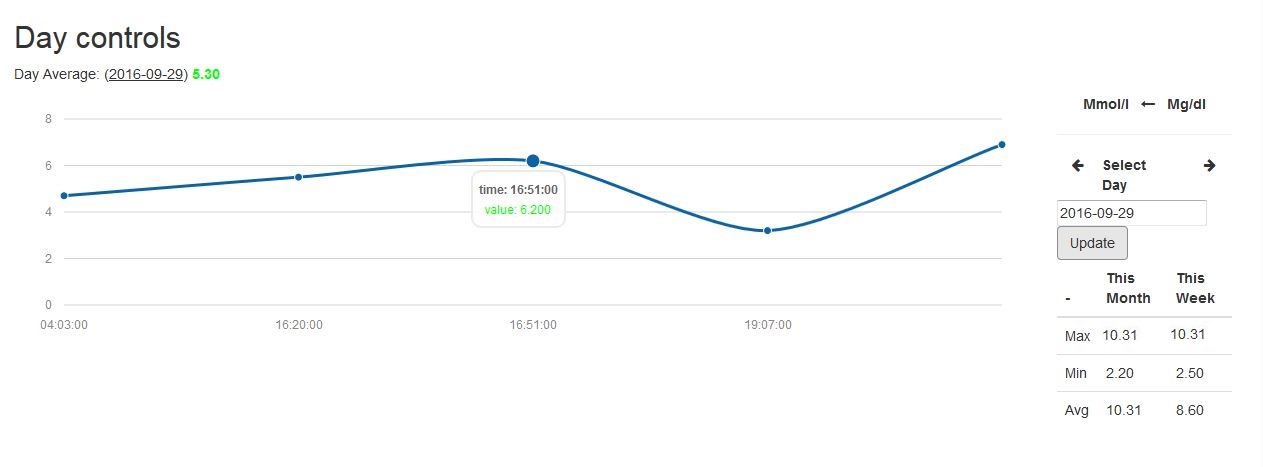 Day controls
Day Average: (2016-09-29) 5.30
8
6
4
2
0
04:03:00 16:20:00 16:51:00 19:07:00
time: 16:51:00
value: 6.200
Mmol/l ← Mg/dl
← Select Day →
2016-09-29
Update
- This Month This Week
Max 10.31 10.31
Min 2.20 2.50
Avg 10.31 8.60